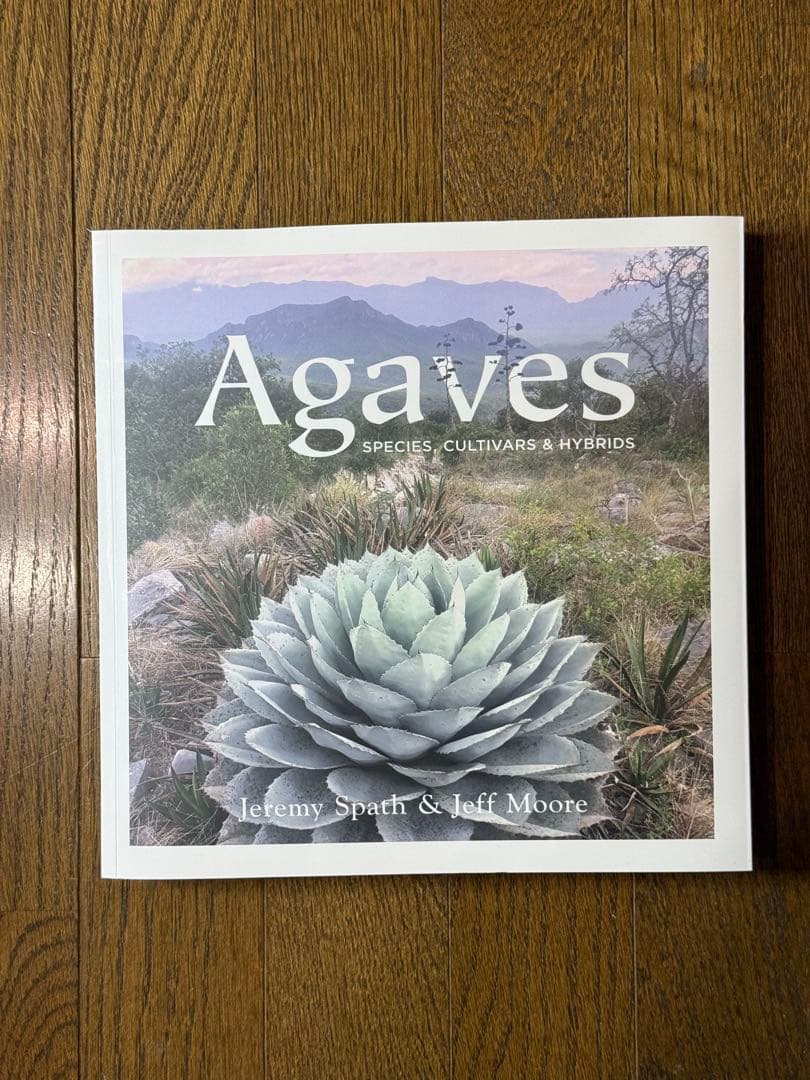 Agaves
SPECIES, CULTIVARS & HYBRIDS
Jeremy Spath & Jeff Moore